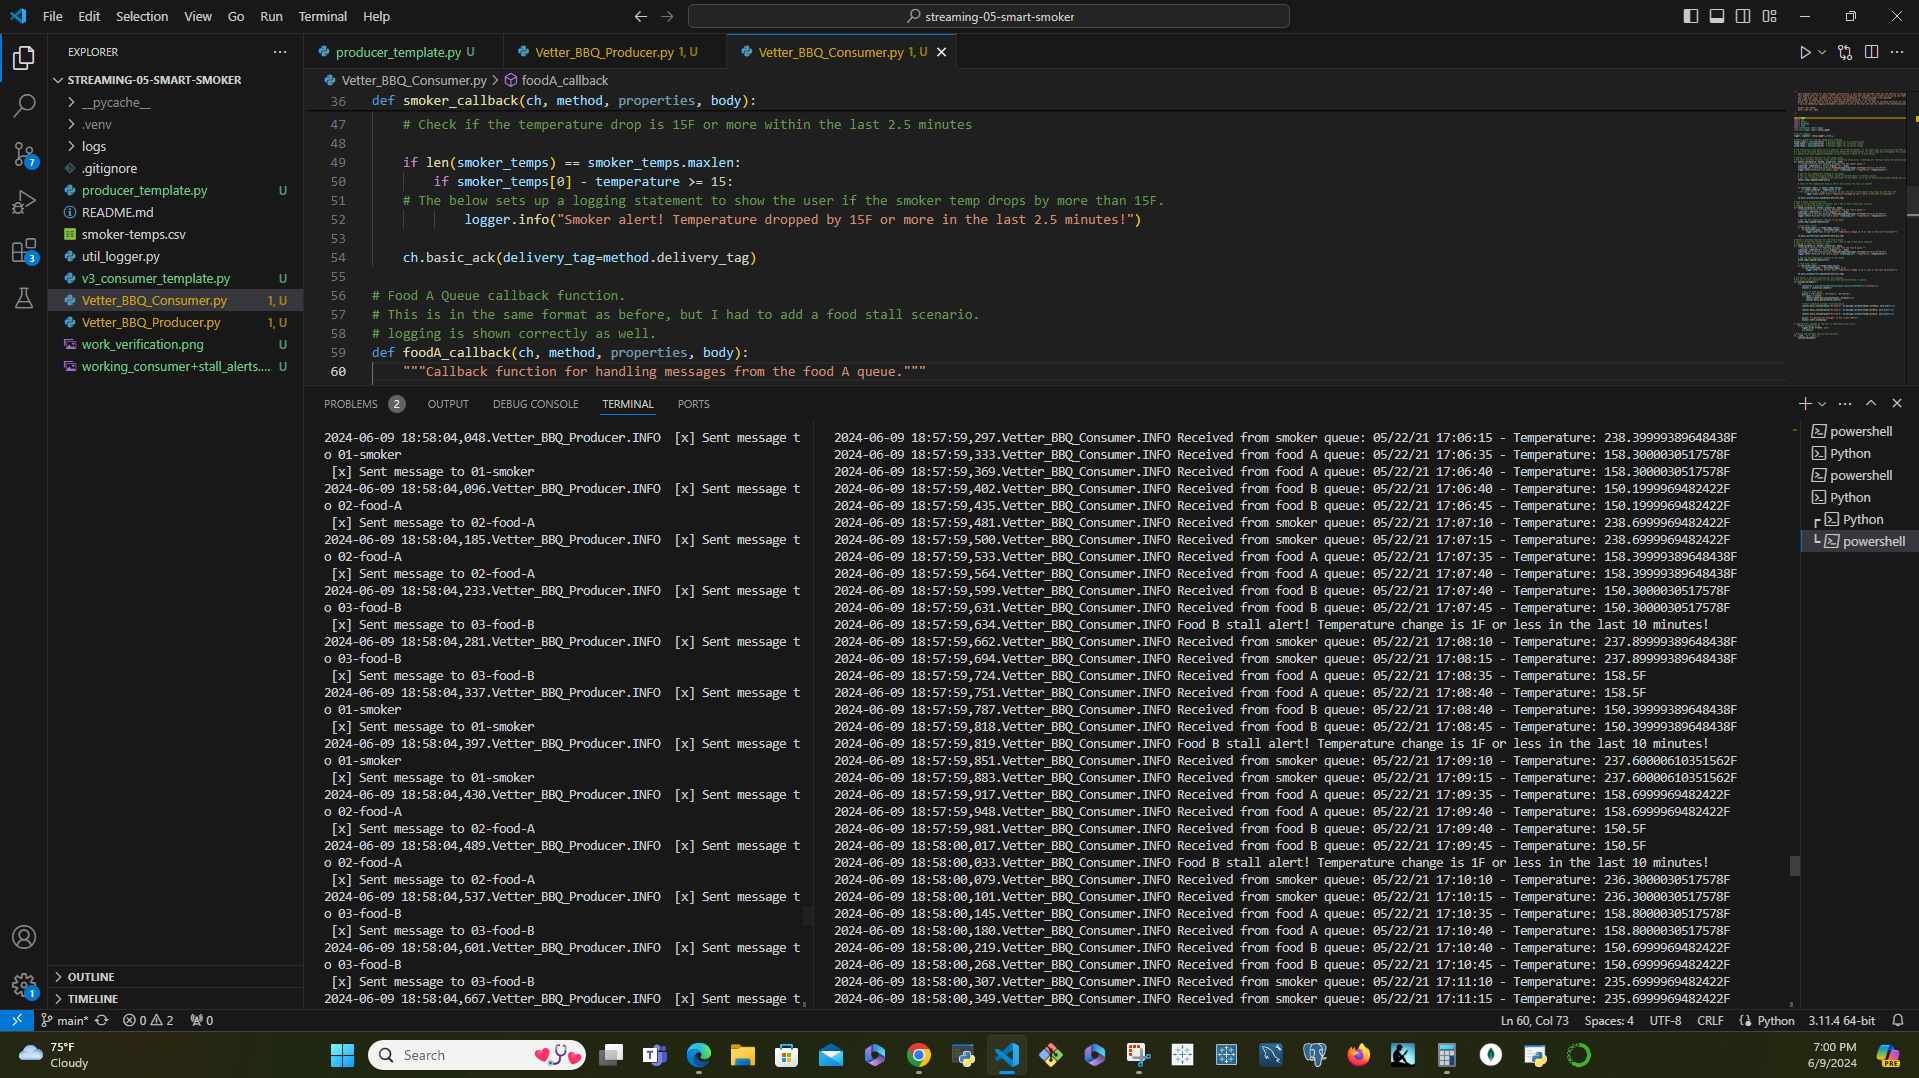 File Edit Selection View Go Run Terminal Help
streaming-05-smart-smoker
EXPLORER
STREAMING-05-SMART-SMOKER
__pycache__
.venv
logs
.gitignore
producer_template.py U
README.md
smoker-temps.csv
util_logger.py
v3_consumer_template.py U
Vetter_BBQ_Consumer.py 1, U
Vetter_BBQ_Producer.py 1, U
work_verification.png U
working_consumer+stall_alerts.... U
OUTLINE
TIMELINE
7
3
1
producer_template.py U Vetter_BBQ_Producer.py 1, U Vetter_BBQ_Consumer.py 1, U
Vetter_BBQ_Consumer.py > foodA_callback
36 def smoker_callback(ch, method, properties, body):
47 # Check if the temperature drop is 15F or more within the last 2.5 minutes
48
49 if len(smoker_temps) == smoker_temps.maxlen:
50 if smoker_temps[0] - temperature >= 15:
51 # The below sets up a logging statement to show the user if the smoker temp drops by more than 15F.
52 logger.info("Smoker alert! Temperature dropped by 15F or more in the last 2.5 minutes!")
53
54 ch.basic_ack(delivery_tag=method.delivery_tag)
55
56 # Food A Queue callback function.
57 # This is in the same format as before, but I had to add a food stall scenario.
58 # logging is shown correctly as well.
59 def foodA_callback(ch, method, properties, body):
60 """Callback function for handling messages from the food A queue."""
PROBLEMS 2 OUTPUT DEBUG CONSOLE TERMINAL PORTS
2024-06-09 18:58:04,048.Vetter_BBQ_Producer.INFO [x] Sent message t
o 01-smoker
[x] Sent message to 01-smoker
2024-06-09 18:58:04,096.Vetter_BBQ_Producer.INFO [x] Sent message t
o 02-food-A
[x] Sent message to 02-food-A
2024-06-09 18:58:04,185.Vetter_BBQ_Producer.INFO [x] Sent message t
o 02-food-A
[x] Sent message to 02-food-A
2024-06-09 18:58:04,233.Vetter_BBQ_Producer.INFO [x] Sent message t
o 03-food-B
[x] Sent message to 03-food-B
2024-06-09 18:58:04,281.Vetter_BBQ_Producer.INFO [x] Sent message t
o 03-food-B
[x] Sent message to 03-food-B
2024-06-09 18:58:04,337.Vetter_BBQ_Producer.INFO [x] Sent message t
o 01-smoker
[x] Sent message to 01-smoker
2024-06-09 18:58:04,397.Vetter_BBQ_Producer.INFO [x] Sent message t
o 01-smoker
[x] Sent message to 01-smoker
2024-06-09 18:58:04,430.Vetter_BBQ_Producer.INFO [x] Sent message t
o 02-food-A
[x] Sent message to 02-food-A
2024-06-09 18:58:04,489.Vetter_BBQ_Producer.INFO [x] Sent message t
o 02-food-A
[x] Sent message to 02-food-A
2024-06-09 18:58:04,537.Vetter_BBQ_Producer.INFO [x] Sent message t
o 03-food-B
[x] Sent message to 03-food-B
2024-06-09 18:58:04,601.Vetter_BBQ_Producer.INFO [x] Sent message t
o 03-food-B
[x] Sent message to 03-food-B
2024-06-09 18:58:04,667.Vetter_BBQ_Producer.INFO [x] Sent message t
2024-06-09 18:57:59,297.Vetter_BBQ_Consumer.INFO Received from smoker queue: 05/22/21 17:06:15 - Temperature: 238.39999389648438F
2024-06-09 18:57:59,333.Vetter_BBQ_Consumer.INFO Received from food A queue: 05/22/21 17:06:35 - Temperature: 158.3000030517578F
2024-06-09 18:57:59,369.Vetter_BBQ_Consumer.INFO Received from food A queue: 05/22/21 17:06:40 - Temperature: 158.3000030517578F
2024-06-09 18:57:59,402.Vetter_BBQ_Consumer.INFO Received from food B queue: 05/22/21 17:06:40 - Temperature: 150.1999969482422F
2024-06-09 18:57:59,435.Vetter_BBQ_Consumer.INFO Received from food B queue: 05/22/21 17:06:45 - Temperature: 150.1999969482422F
2024-06-09 18:57:59,481.Vetter_BBQ_Consumer.INFO Received from smoker queue: 05/22/21 17:07:10 - Temperature: 238.6999969482422F
2024-06-09 18:57:59,500.Vetter_BBQ_Consumer.INFO Received from smoker queue: 05/22/21 17:07:15 - Temperature: 238.6999969482422F
2024-06-09 18:57:59,533.Vetter_BBQ_Consumer.INFO Received from food A queue: 05/22/21 17:07:35 - Temperature: 158.39999389648438F
2024-06-09 18:57:59,564.Vetter_BBQ_Consumer.INFO Received from food A queue: 05/22/21 17:07:40 - Temperature: 158.39999389648438F
2024-06-09 18:57:59,599.Vetter_BBQ_Consumer.INFO Received from food B queue: 05/22/21 17:07:40 - Temperature: 150.3000030517578F
2024-06-09 18:57:59,631.Vetter_BBQ_Consumer.INFO Received from food B queue: 05/22/21 17:07:45 - Temperature: 150.3000030517578F
2024-06-09 18:57:59,634.Vetter_BBQ_Consumer.INFO Food B stall alert! Temperature change is 1F or less in the last 10 minutes!
2024-06-09 18:57:59,662.Vetter_BBQ_Consumer.INFO Received from smoker queue: 05/22/21 17:08:10 - Temperature: 237.89999389648438F
2024-06-09 18:57:59,694.Vetter_BBQ_Consumer.INFO Received from smoker queue: 05/22/21 17:08:15 - Temperature: 237.89999389648438F
2024-06-09 18:57:59,724.Vetter_BBQ_Consumer.INFO Received from food A queue: 05/22/21 17:08:35 - Temperature: 158.5F
2024-06-09 18:57:59,751.Vetter_BBQ_Consumer.INFO Received from food A queue: 05/22/21 17:08:40 - Temperature: 158.5F
2024-06-09 18:57:59,787.Vetter_BBQ_Consumer.INFO Received from food B queue: 05/22/21 17:08:40 - Temperature: 150.39999389648438F
2024-06-09 18:57:59,818.Vetter_BBQ_Consumer.INFO Received from food B queue: 05/22/21 17:08:45 - Temperature: 150.39999389648438F
2024-06-09 18:57:59,819.Vetter_BBQ_Consumer.INFO Food B stall alert! Temperature change is 1F or less in the last 10 minutes!
2024-06-09 18:57:59,851.Vetter_BBQ_Consumer.INFO Received from smoker queue: 05/22/21 17:09:10 - Temperature: 237.60000610351562F
2024-06-09 18:57:59,883.Vetter_BBQ_Consumer.INFO Received from smoker queue: 05/22/21 17:09:15 - Temperature: 237.60000610351562F
2024-06-09 18:57:59,917.Vetter_BBQ_Consumer.INFO Received from food A queue: 05/22/21 17:09:35 - Temperature: 158.6999969482422F
2024-06-09 18:57:59,948.Vetter_BBQ_Consumer.INFO Received from food A queue: 05/22/21 17:09:40 - Temperature: 158.6999969482422F
2024-06-09 18:57:59,981.Vetter_BBQ_Consumer.INFO Received from food B queue: 05/22/21 17:09:40 - Temperature: 150.5F
2024-06-09 18:58:00,017.Vetter_BBQ_Consumer.INFO Received from food B queue: 05/22/21 17:09:45 - Temperature: 150.5F
2024-06-09 18:58:00,033.Vetter_BBQ_Consumer.INFO Food B stall alert! Temperature change is 1F or less in the last 10 minutes!
2024-06-09 18:58:00,079.Vetter_BBQ_Consumer.INFO Received from smoker queue: 05/22/21 17:10:10 - Temperature: 236.3000030517578F
2024-06-09 18:58:00,101.Vetter_BBQ_Consumer.INFO Received from smoker queue: 05/22/21 17:10:15 - Temperature: 236.3000030517578F
2024-06-09 18:58:00,145.Vetter_BBQ_Consumer.INFO Received from food A queue: 05/22/21 17:10:35 - Temperature: 158.8000030517578F
2024-06-09 18:58:00,180.Vetter_BBQ_Consumer.INFO Received from food A queue: 05/22/21 17:10:40 - Temperature: 158.8000030517578F
2024-06-09 18:58:00,219.Vetter_BBQ_Consumer.INFO Received from food B queue: 05/22/21 17:10:40 - Temperature: 150.6999969482422F
2024-06-09 18:58:00,268.Vetter_BBQ_Consumer.INFO Received from food B queue: 05/22/21 17:10:45 - Temperature: 150.6999969482422F
2024-06-09 18:58:00,307.Vetter_BBQ_Consumer.INFO Received from smoker queue: 05/22/21 17:11:10 - Temperature: 235.6999969482422F
2024-06-09 18:58:00,349.Vetter_BBQ_Consumer.INFO Received from smoker queue: 05/22/21 17:11:15 - Temperature: 235.6999969482422F
powershell
Python
powershell
Python
Python
powershell
main* 0 2 0
Ln 60, Col 73 Spaces: 4 UTF-8 CRLF Python 3.11.4 64-bit
75°F
Cloudy
Search
7:00 PM
6/9/2024
PRE